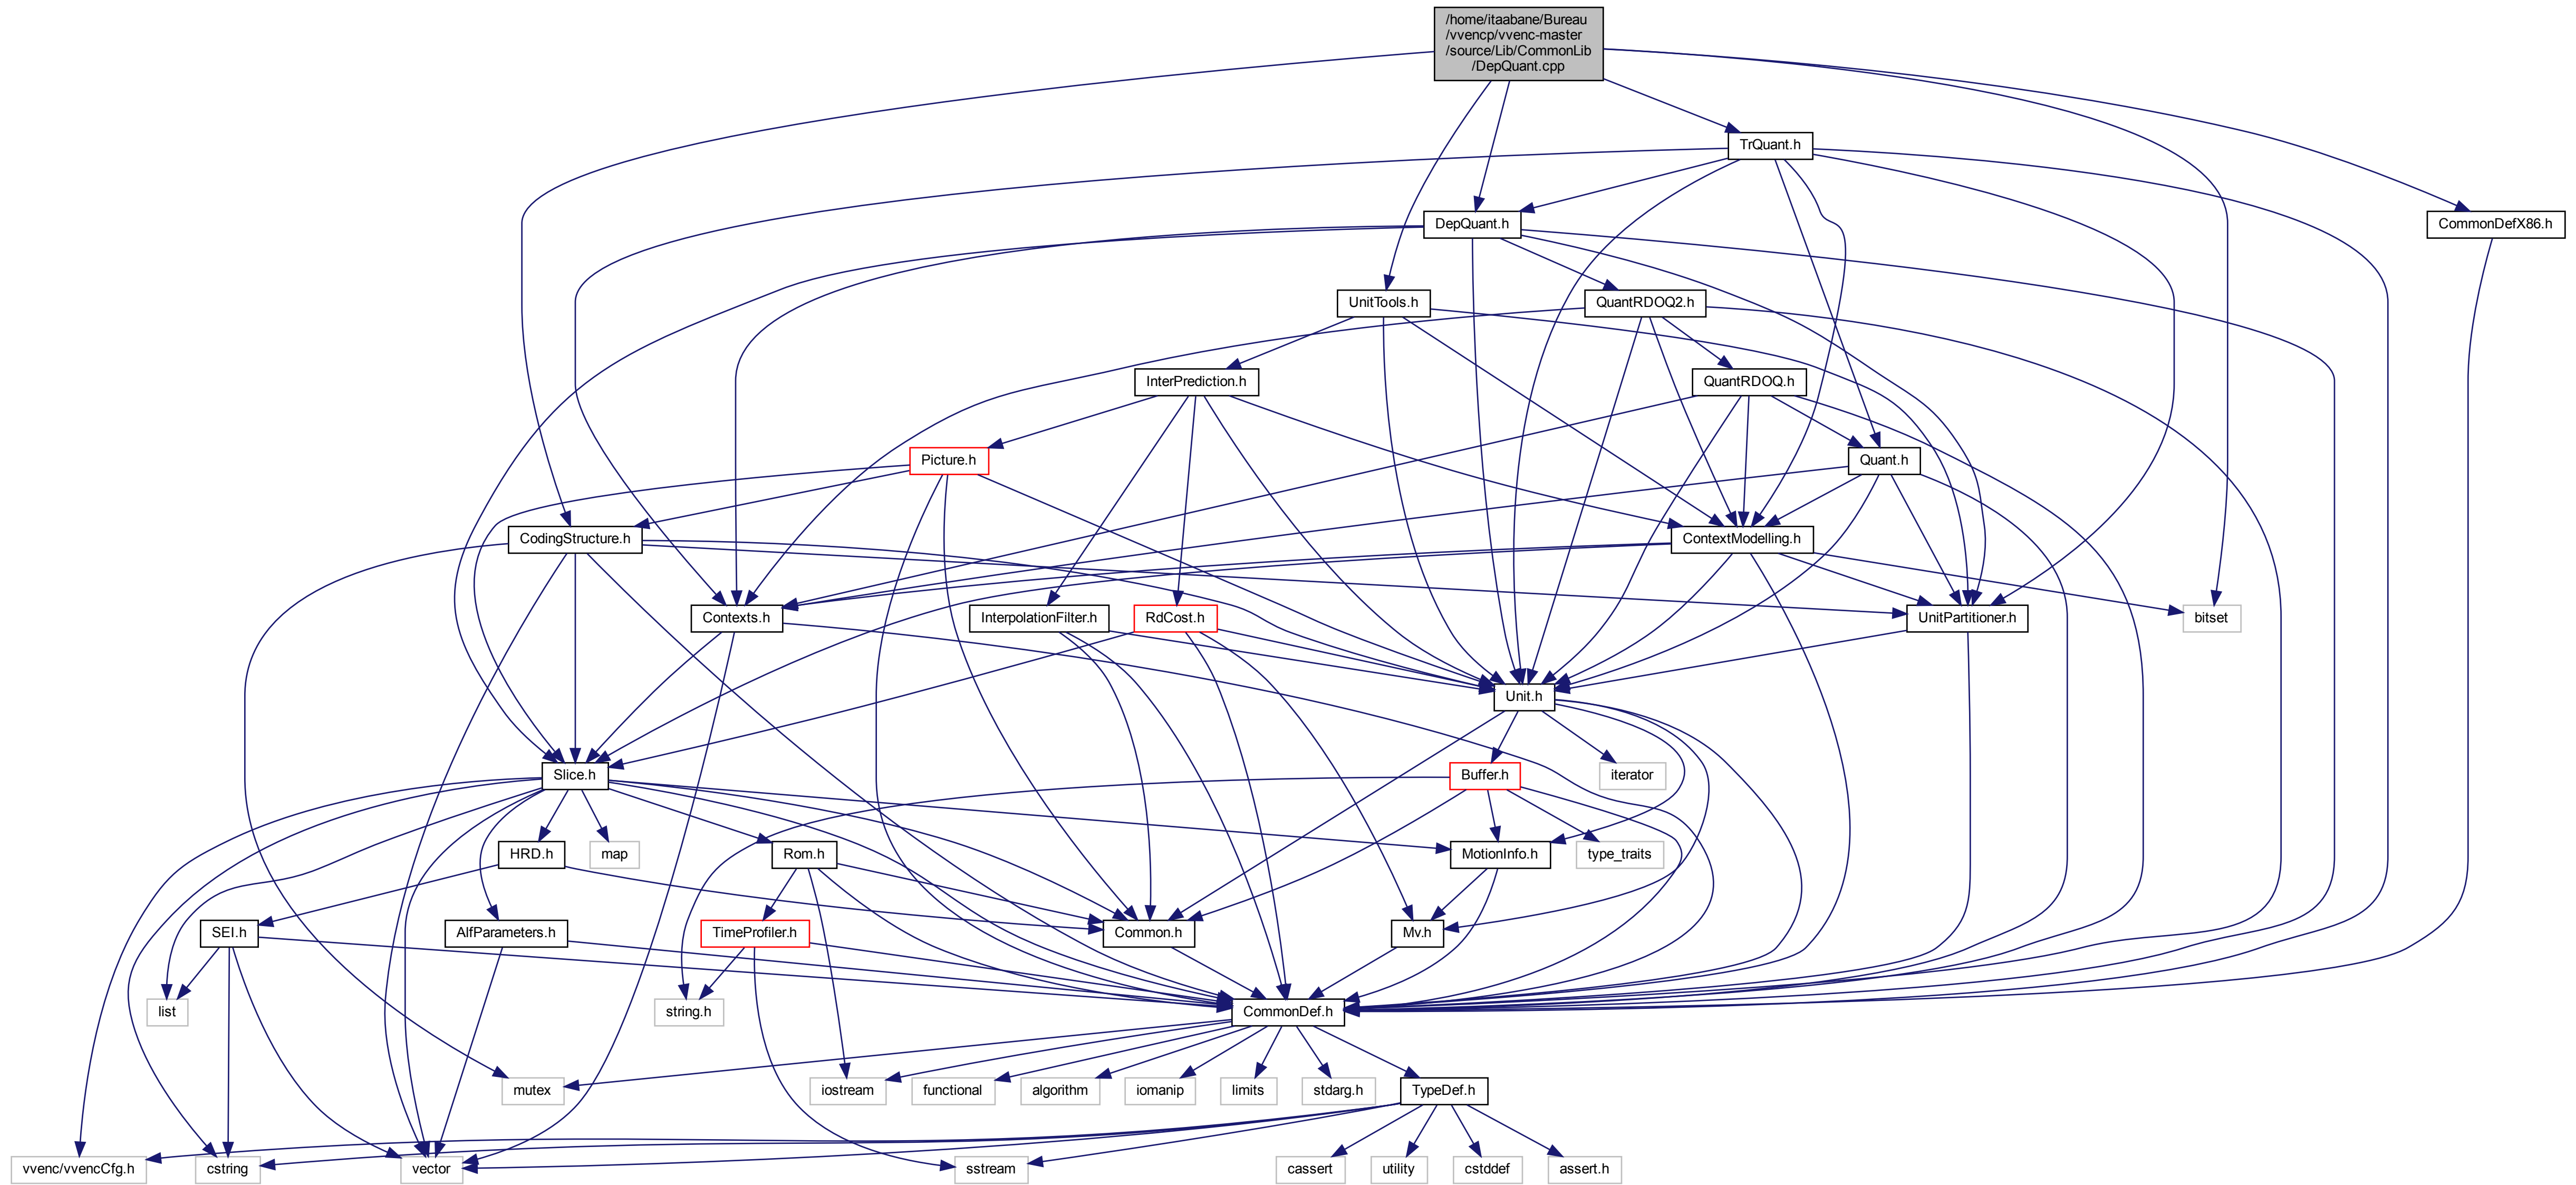 /home/itaabane/Bureau
/vvencp/vvenc-master
/source/Lib/CommonLib
/DepQuant.cpp
TrQuant.h
DepQuant.h
CommonDefX86.h
UnitTools.h
QuantRDOQ2.h
InterPrediction.h
QuantRDOQ.h
Picture.h
Quant.h
CodingStructure.h
ContextModelling.h
Contexts.h
InterpolationFilter.h
RdCost.h
UnitPartitioner.h
bitset
Unit.h
Slice.h
Buffer.h
iterator
HRD.h
map
Rom.h
MotionInfo.h
type_traits
SEI.h
AlfParameters.h
TimeProfiler.h
Common.h
Mv.h
list
string.h
CommonDef.h
mutex
iostream
functional
algorithm
iomanip
limits
stdarg.h
TypeDef.h
vvenc/vvencCfg.h
cstring
vector
sstream
cassert
utility
cstddef
assert.h